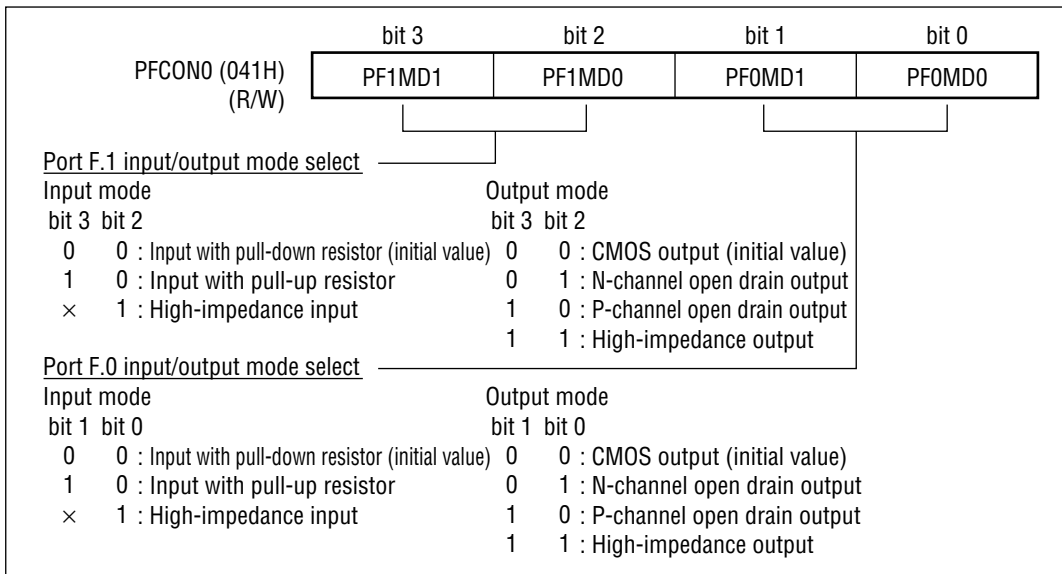 bit 3 bit 2 bit 1 bit 0
PFCON0 (041H) PF1MD1 PF1MD0 PF0MD1 PF0MD0
(R/W)
Port F.1 input/output mode select
Input mode Output mode
bit 3 bit 2 bit 3 bit 2
0 0 : Input with pull-down resistor (initial value) 0 0 : CMOS output (initial value)
1 0 : Input with pull-up resistor 0 1 : N-channel open drain output
× 1 : High-impedance input 1 0 : P-channel open drain output
1 1 : High-impedance output
Port F.0 input/output mode select
Input mode Output mode
bit 1 bit 0 bit 1 bit 0
0 0 : Input with pull-down resistor (initial value) 0 0 : CMOS output (initial value)
1 0 : Input with pull-up resistor 0 1 : N-channel open drain output
× 1 : High-impedance input 1 0 : P-channel open drain output
1 1 : High-impedance output